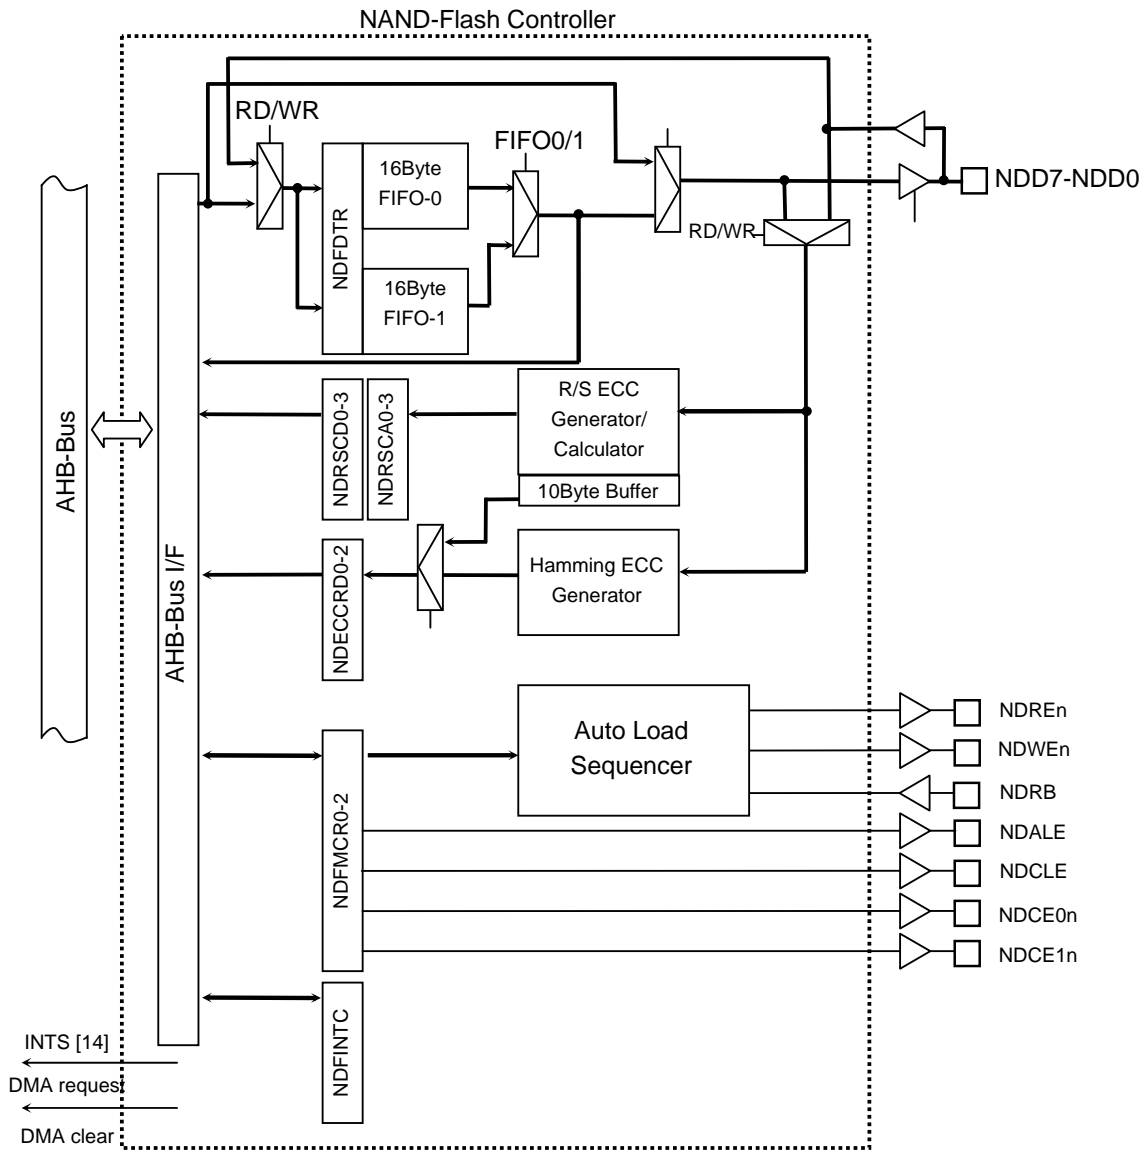 NAND-Flash Controller
RD/WR
FIFO0/1
NDFDTR
16Byte
FIFO-0
16Byte
FIFO-1
RD/WR
NDD7-NDD0
AHB-Bus
AHB-Bus I/F
NDRSCD0-3
NDRSCA0-3
R/S ECC
Generator/
Calculator
10Byte Buffer
NDECCRD0-2
Hamming ECC
Generator
NDFMCR0-2
Auto Load
Sequencer
NDREn
NDWEn
NDRB
NDALE
NDCLE
NDCE0n
NDCE1n
NDFINTC
INTS [14]
DMA request
DMA clear